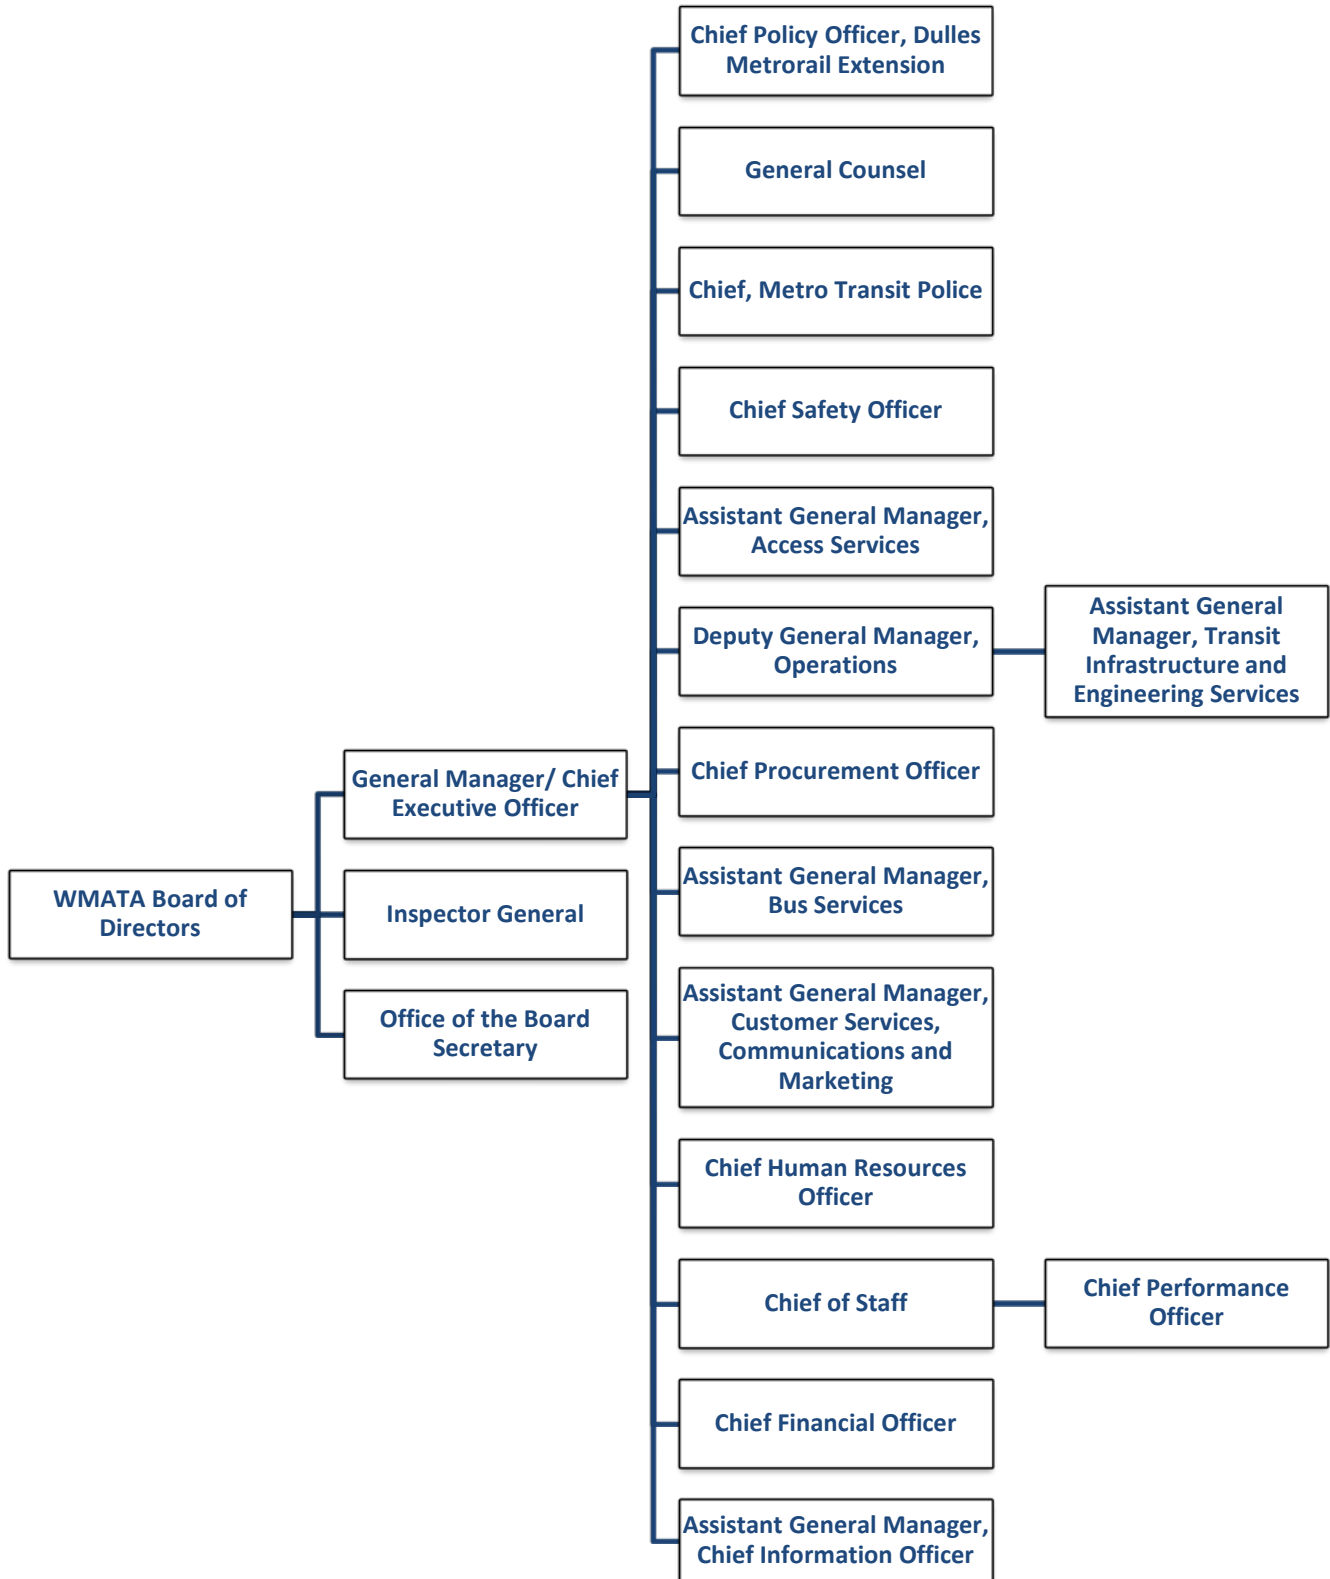 Chief Policy Officer, Dulles
Metrorail Extension
General Counsel
Chief, Metro Transit Police
Chief Safety Officer
Assistant General Manager,
Access Services
Deputy General Manager,
Operations
Assistant General
Manager, Transit
Infrastructure and
Engineering Services
Chief Procurement Officer
General Manager/ Chief
Executive Officer
WMATA Board of
Directors
Inspector General
Office of the Board
Secretary
Assistant General Manager,
Bus Services
Assistant General Manager,
Customer Services,
Communications and
Marketing
Chief Human Resources
Officer
Chief of Staff
Chief Performance
Officer
Chief Financial Officer
Assistant General Manager,
Chief Information Officer